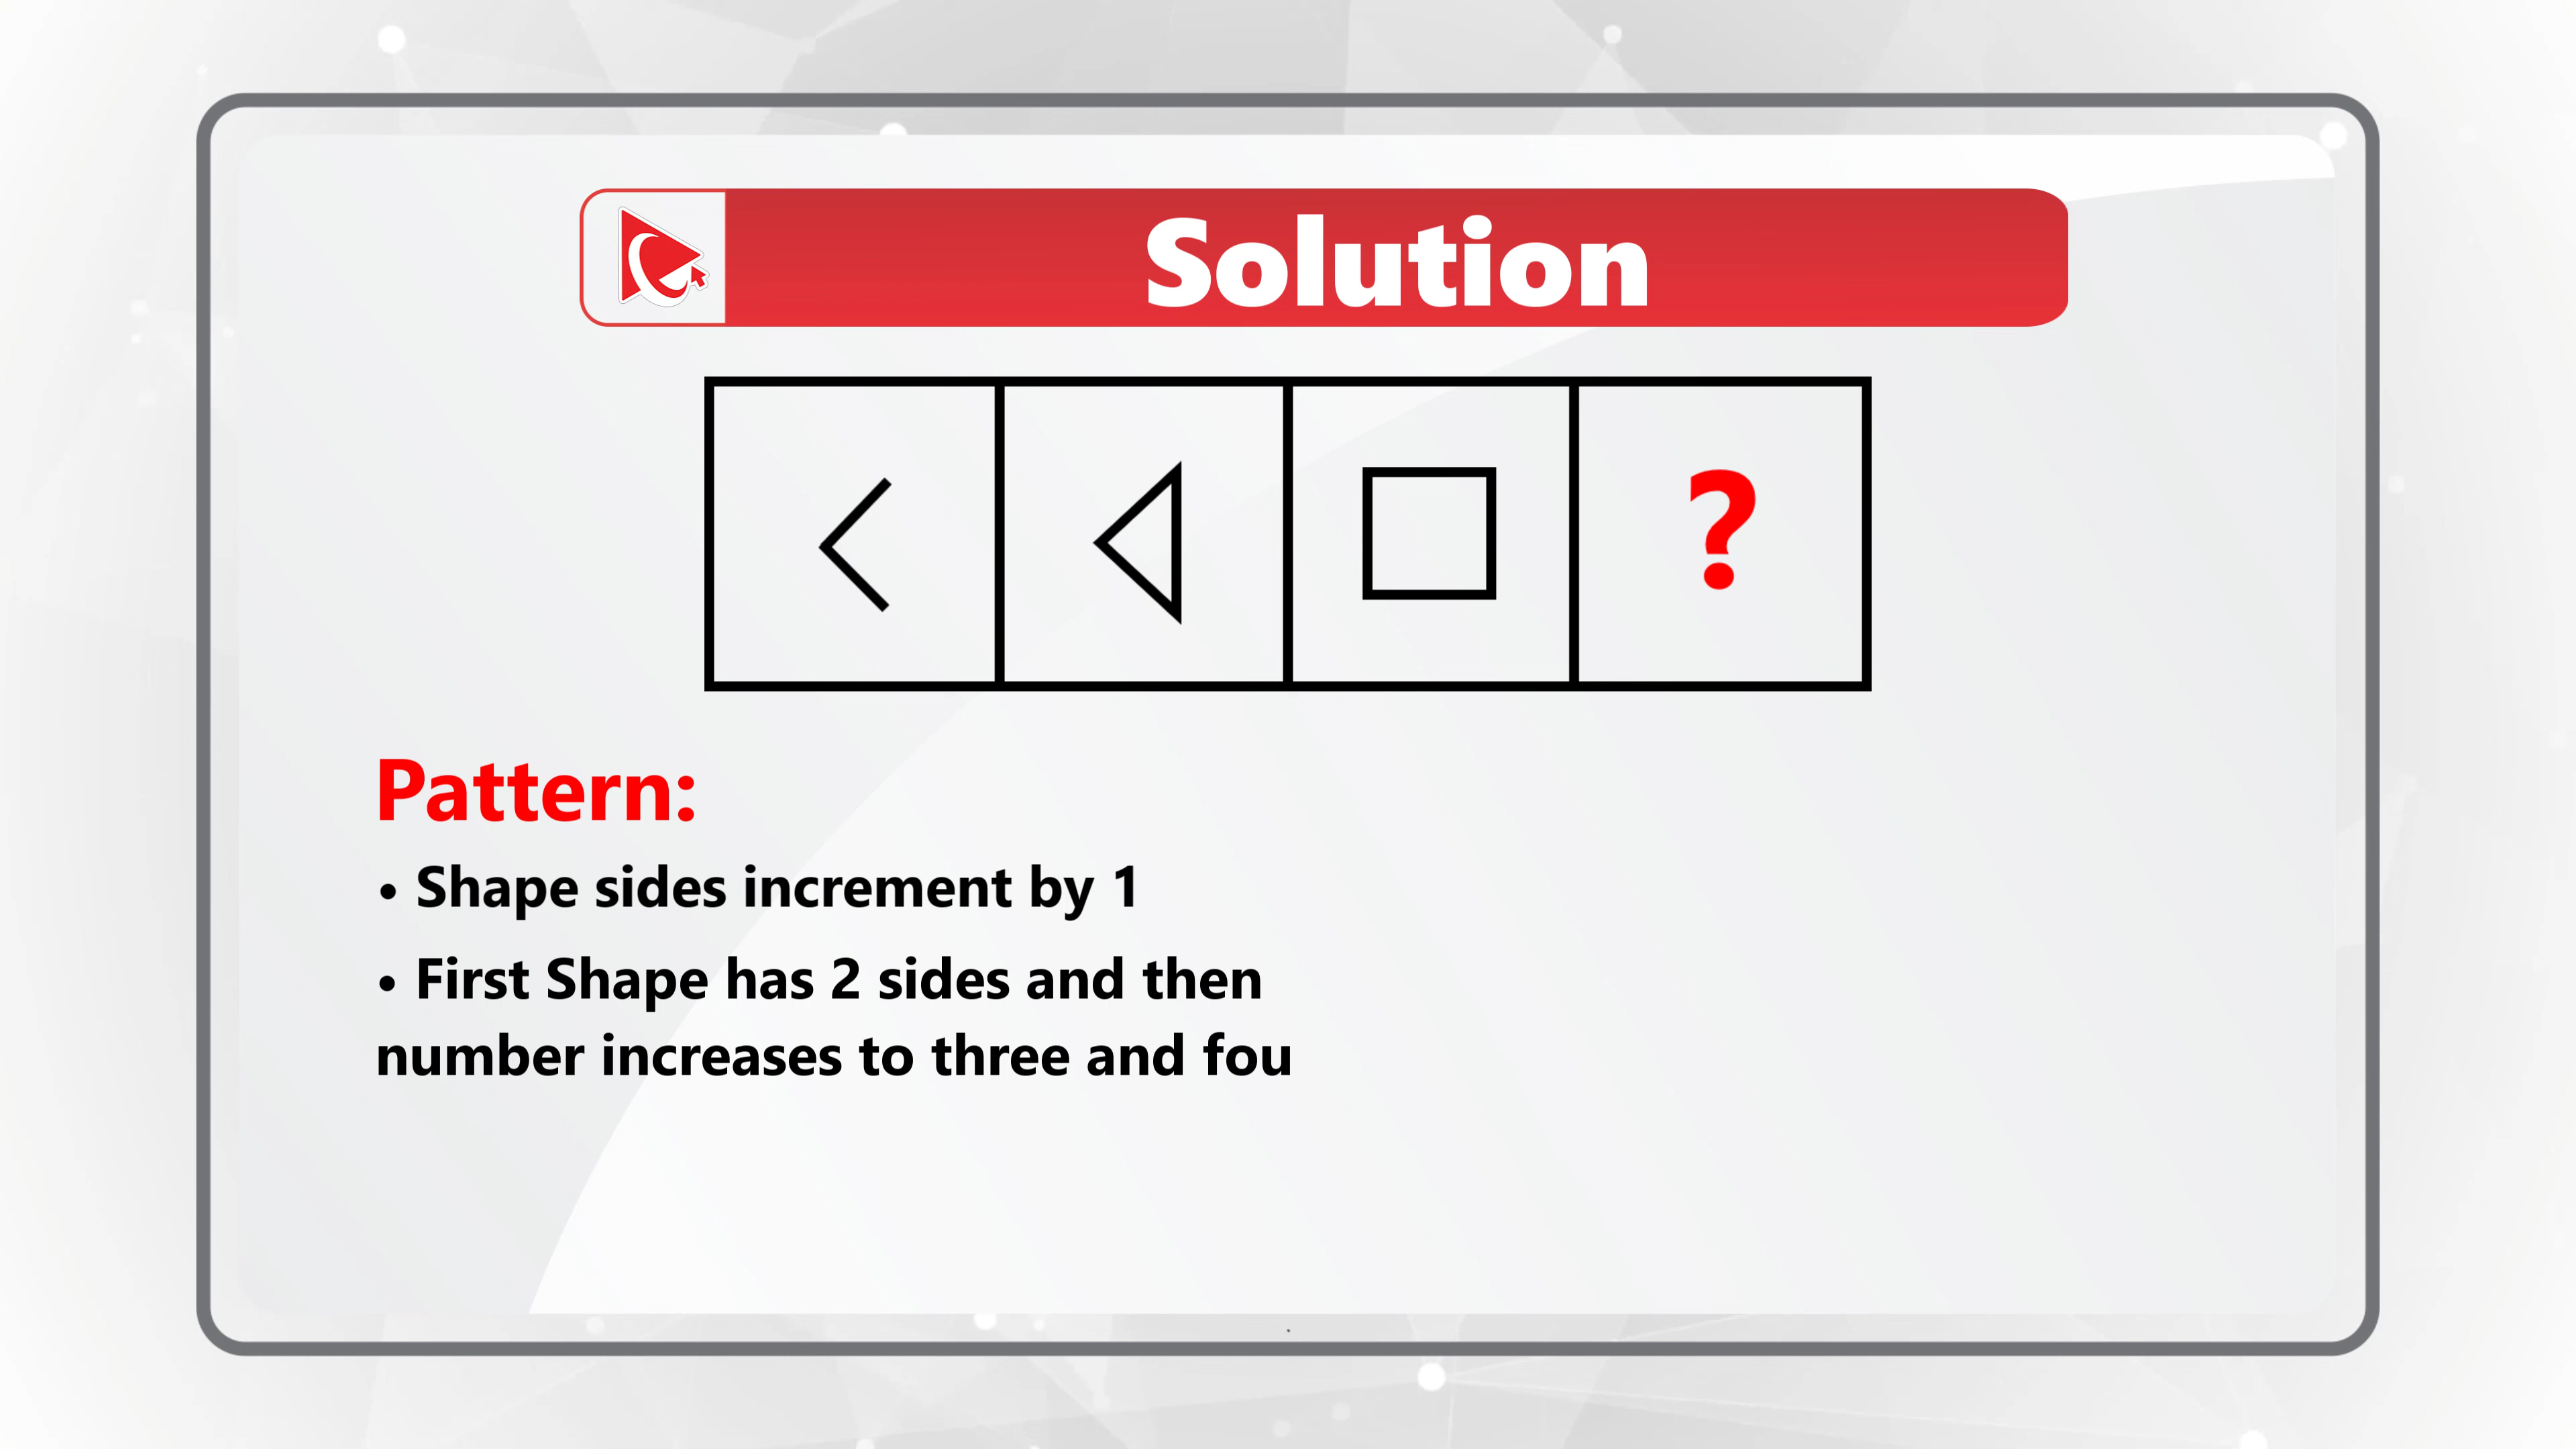 Solution
?
Pattern:
• Shape sides increment by 1
• First Shape has 2 sides and then
number increases to three and fou